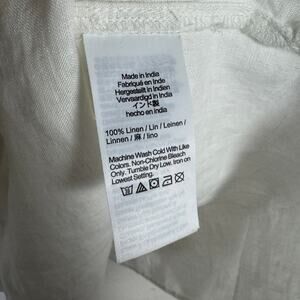 Made in India
Fabriqué en Inde
Hergestellt in Indien
Vervaardigd in India
インド製
hecho en India
100% Linen / Lin / Leinen /
Linnen / 麻 / lino
Machine Wash Cold With Like
Colors. Non-Chlorine Bleach
Only. Tumble Dry Low. Iron on
Lowest Setting.